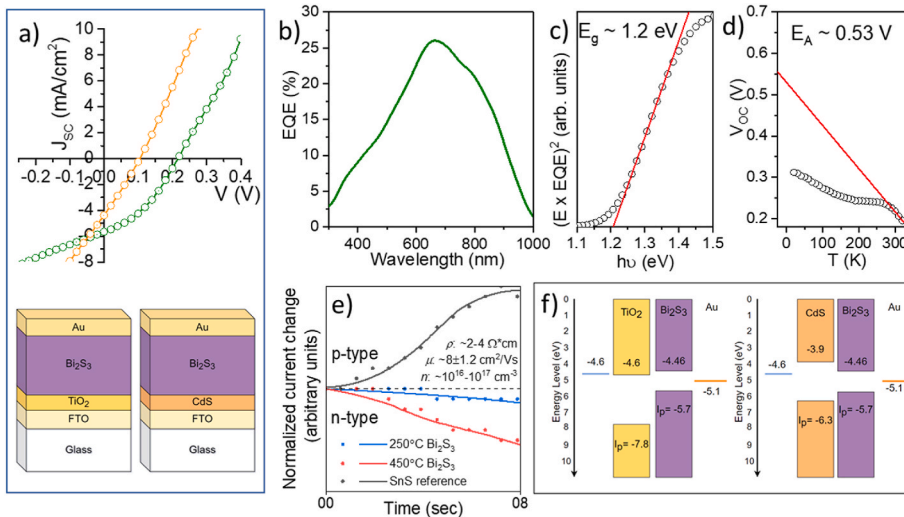 a)
J_SC (mA/cm²)
10
8
6
4
2
0
-2
-4
-6
-8
-0.2 -0.1 0.0 0.1 0.2 0.3 0.4
V (V)
Au
Bi₂S₃
TiO₂
FTO
Glass
Au
Bi₂S₃
CdS
FTO
Glass
b)
EQE (%)
30
25
20
15
10
5
0
400 600 800 1000
Wavelength (nm)
c)
E_g ~ 1.2 eV
(E x EQE)² (arb. units)
1.1 1.2 1.3 1.4 1.5
hυ (eV)
d)
E_A ~ 0.53 V
V_OC (V)
0.6
0.5
0.4
0.3
0.2
0 100 200 300
T (K)
e)
Normalized current change
(arbitrary units)
p-type
n-type
ρ: ~2-4 Ω*cm
μ: ~8±1.2 cm²/Vs
n: ~10¹⁶-10¹⁷ cm⁻³
250°C Bi₂S₃
450°C Bi₂S₃
SnS reference
00 08
Time (sec)
f)
Energy Level (eV)
0
1
2
3
4
5
6
7
8
9
10
-4.6
TiO₂
-4.6
I_p= -7.8
Bi₂S₃
-4.46
I_p= -5.7
Au
-5.1
Energy Level (eV)
0
1
2
3
4
5
6
7
8
9
10
-4.6
CdS
-3.9
I_p= -6.3
Bi₂S₃
-4.46
I_p= -5.7
Au
-5.1